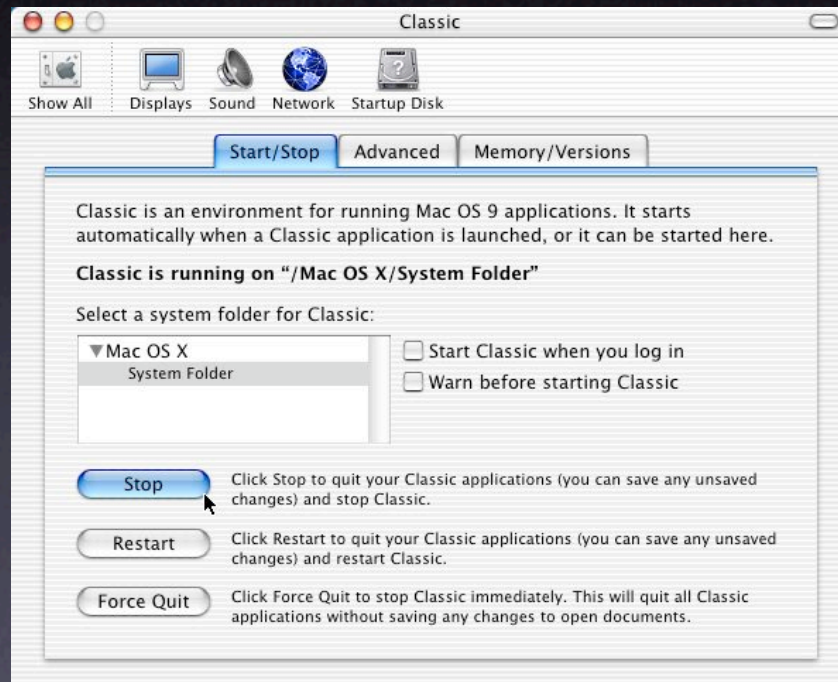 Classic
Show All
Displays
Sound
Network
Startup Disk
Start/Stop
Advanced
Memory/Versions
Classic is an environment for running Mac OS 9 applications. It starts
automatically when a Classic application is launched, or it can be started here.
Classic is running on “/Mac OS X/System Folder”
Select a system folder for Classic:
Mac OS X
System Folder
Start Classic when you log in
Warn before starting Classic
Stop
Click Stop to quit your Classic applications (you can save any unsaved
changes) and stop Classic.
Restart
Click Restart to quit your Classic applications (you can save any unsaved
changes) and restart Classic.
Force Quit
Click Force Quit to stop Classic immediately. This will quit all Classic
applications without saving any changes to open documents.